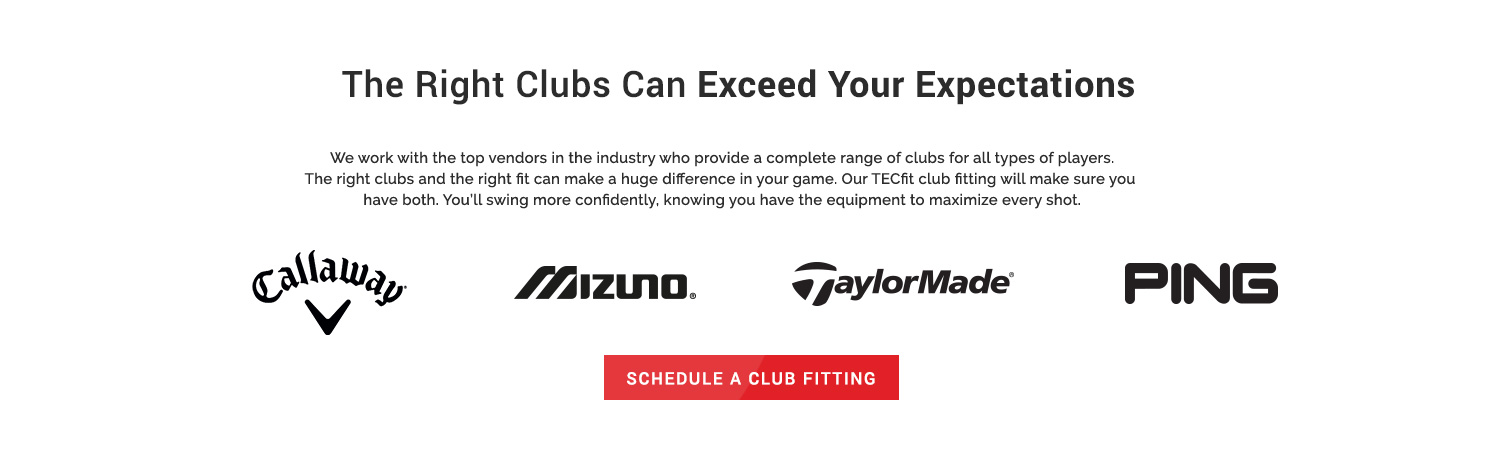 The Right Clubs Can Exceed Your Expectations
We work with the top vendors in the industry who provide a complete range of clubs for all types of players.
The right clubs and the right fit can make a huge difference in your game. Our TECfit club fitting will make sure you
have both. You'll swing more confidently, knowing you have the equipment to maximize every shot.
Callaway MIZUNO® TaylorMade® PING
SCHEDULE A CLUB FITTING